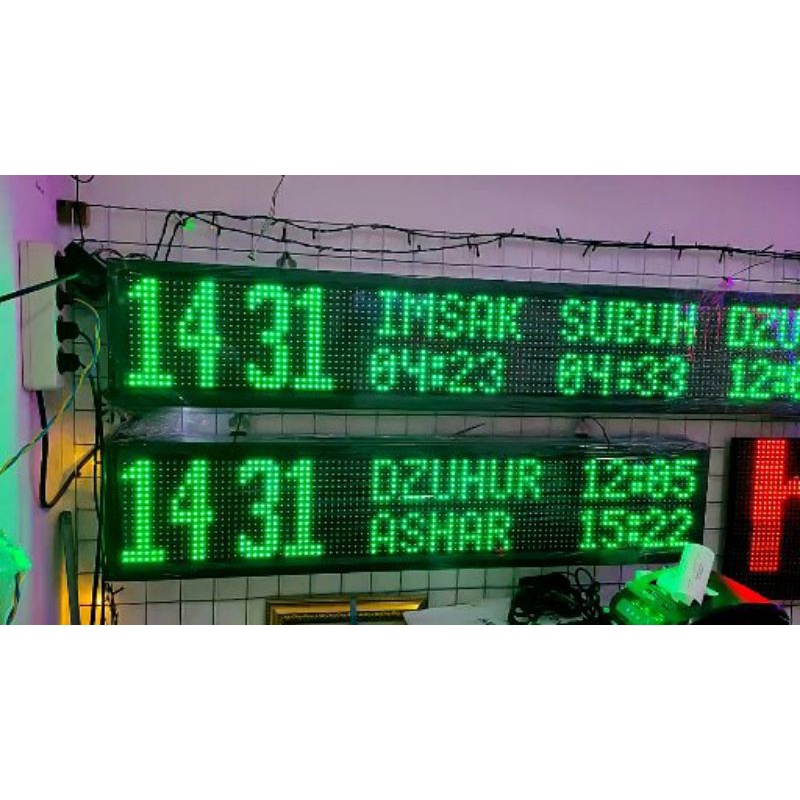 14 31 IMSAK SUBUH
04:23 04:33
14 31 DZUHUR 12:05
ASHAR 15:22